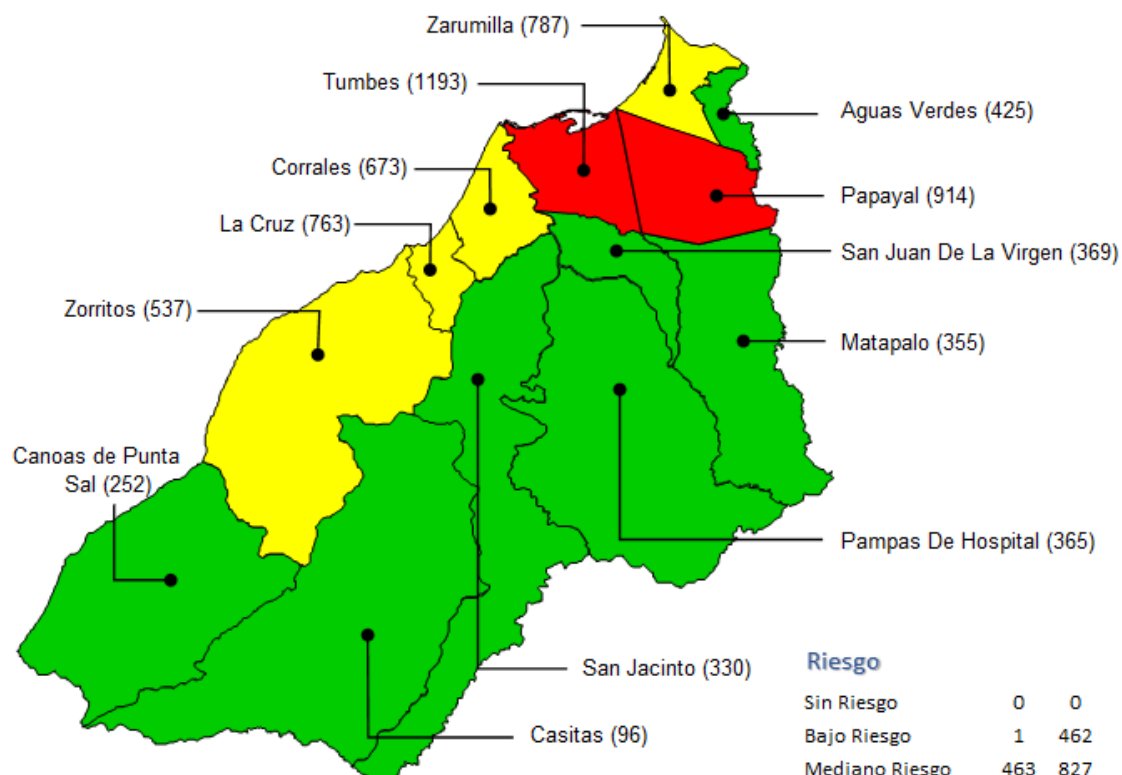 Zarumilla (787)
Tumbes (1193)
Aguas Verdes (425)
Corrales (673)
Papayal (914)
La Cruz (763)
San Juan De La Virgen (369)
Zorritos (537)
Matapalo (355)
Canoas de Punta
Sal (252)
Pampas De Hospital (365)
San Jacinto (330)
Casitas (96)
Riesgo
Sin Riesgo 0 0
Bajo Riesgo 1 462
Mediano Riesgo 463 827